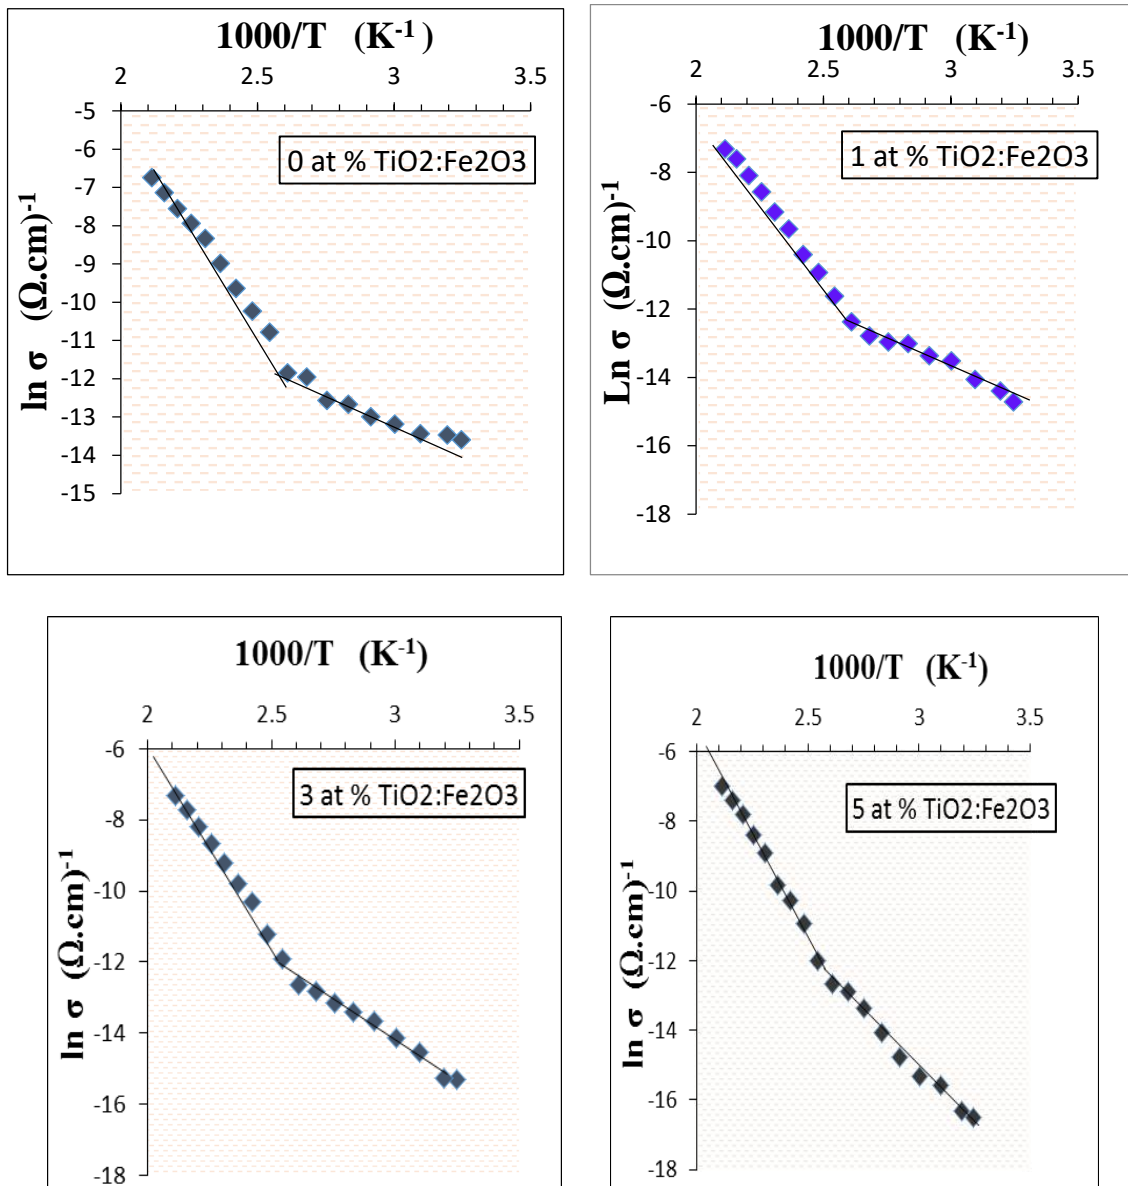 1000/T (K-1)
2 2.5 3 3.5
-5
-6
-7
-8
-9
-10
-11
-12
-13
-14
-15
ln σ (Ω.cm)-1
0 at % TiO2:Fe2O3
1000/T (K-1)
2 2.5 3 3.5
-6
-8
-10
-12
-14
-16
-18
Ln σ (Ω.cm)-1
1 at % TiO2:Fe2O3
1000/T (K-1)
2 2.5 3 3.5
-6
-8
-10
-12
-14
-16
-18
ln σ (Ω.cm)-1
3 at % TiO2:Fe2O3
1000/T (K-1)
2 2.5 3 3.5
-6
-8
-10
-12
-14
-16
-18
ln σ (Ω.cm)-1
5 at % TiO2:Fe2O3